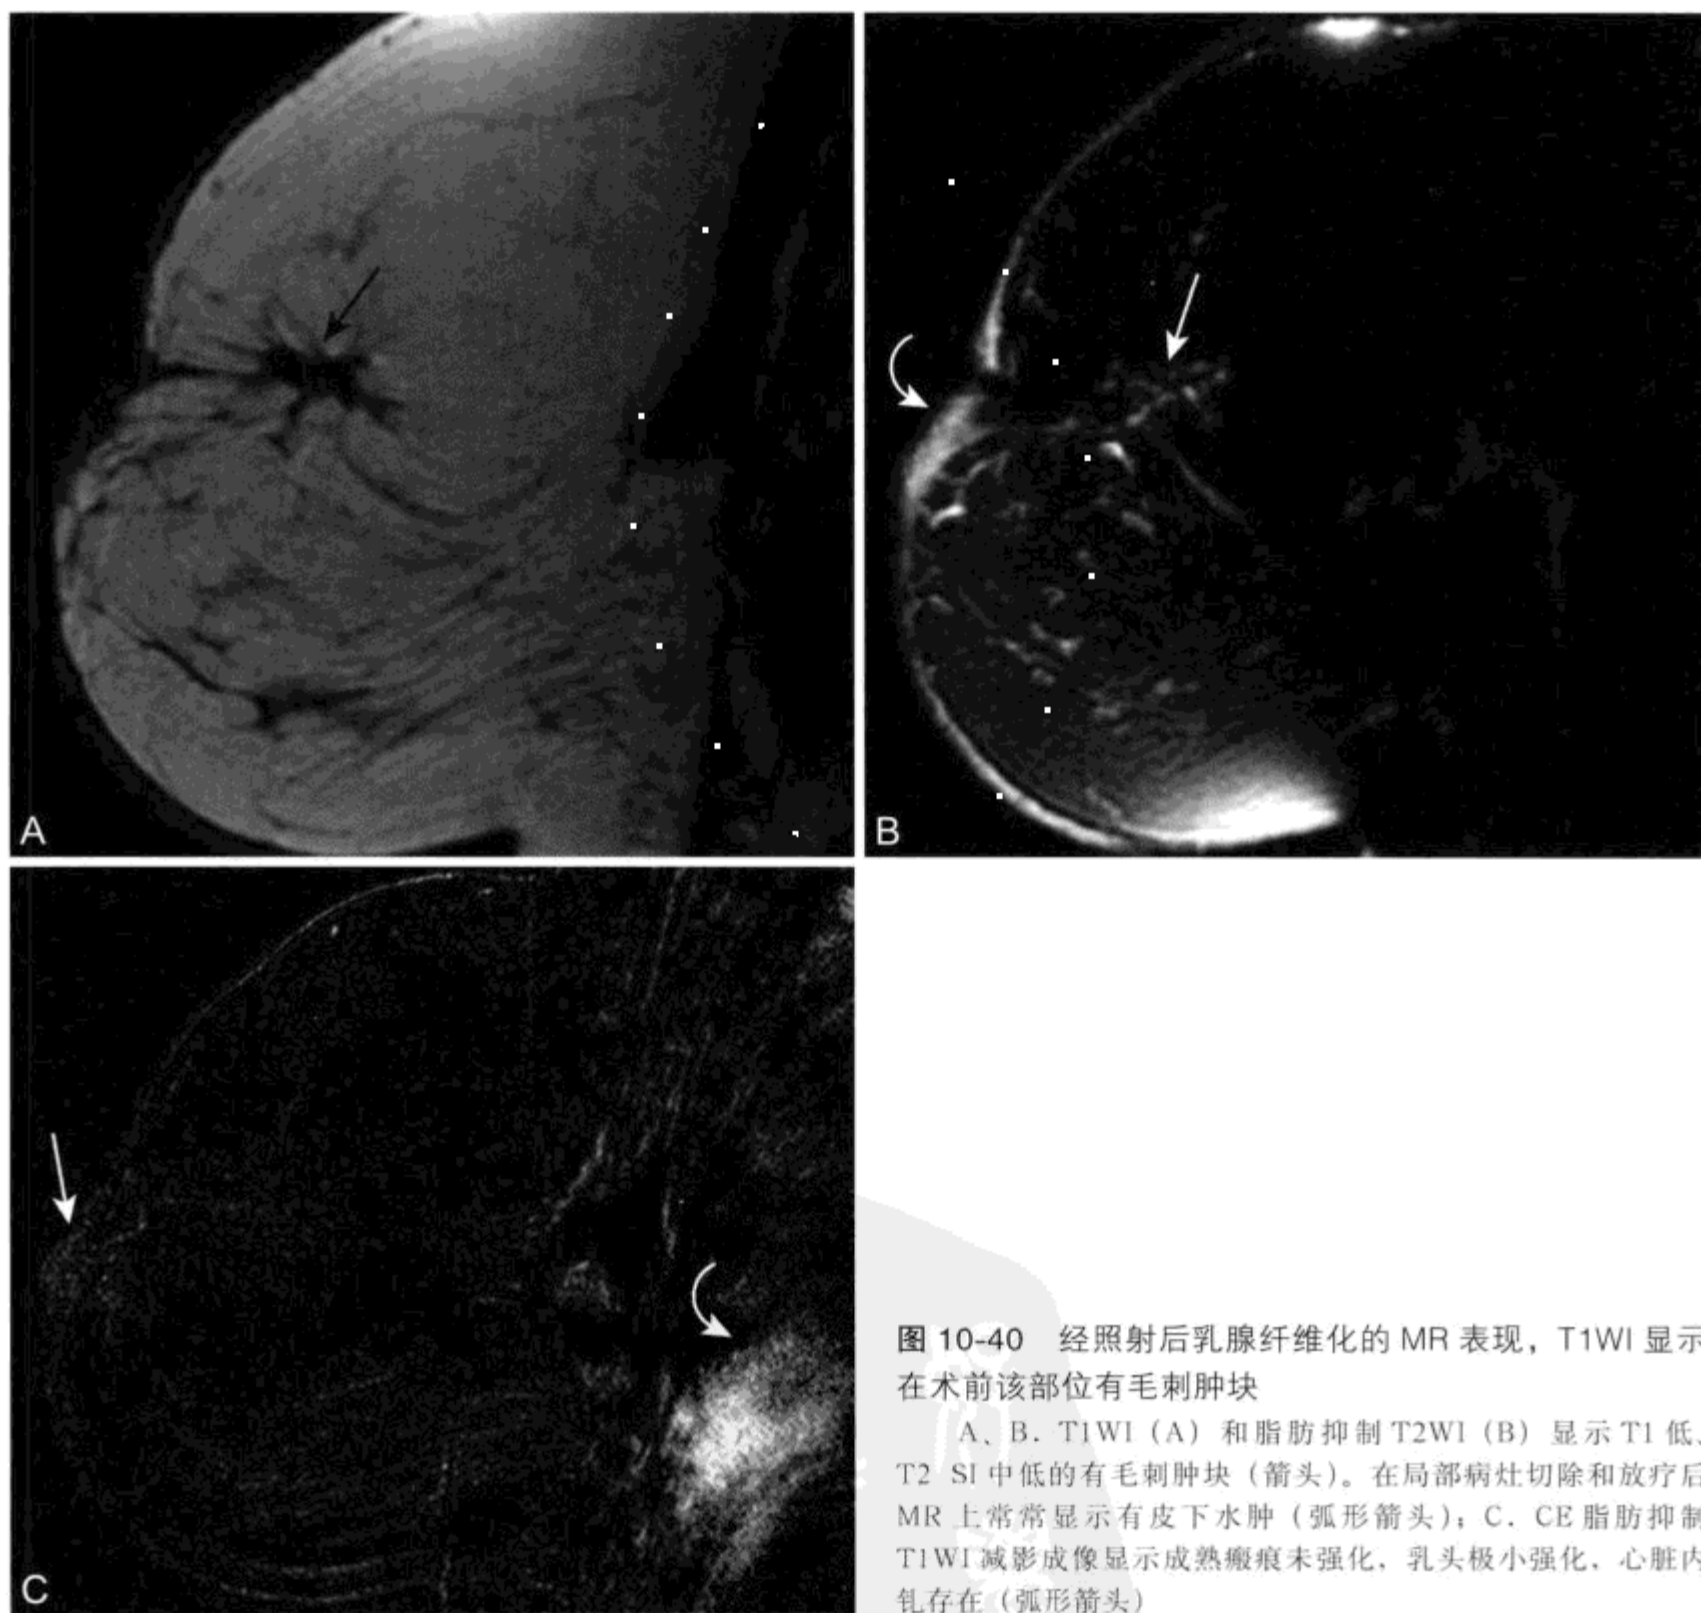 A
B
C
图 10-40 经照射后乳腺纤维化的 MR 表现，T1WI 显示
在术前该部位有毛刺肿块
A、B. T1WI（A）和脂肪抑制 T2WI（B）显示 T1 低、
T2 SI 中低的有毛刺肿块（箭头）。在局部病灶切除和放疗后
MR 上常常显示有皮下水肿（弧形箭头）；C. CE 脂肪抑制
T1WI 减影成像显示成熟瘢痕未强化，乳头极小强化，心脏内
钆存在（弧形箭头）